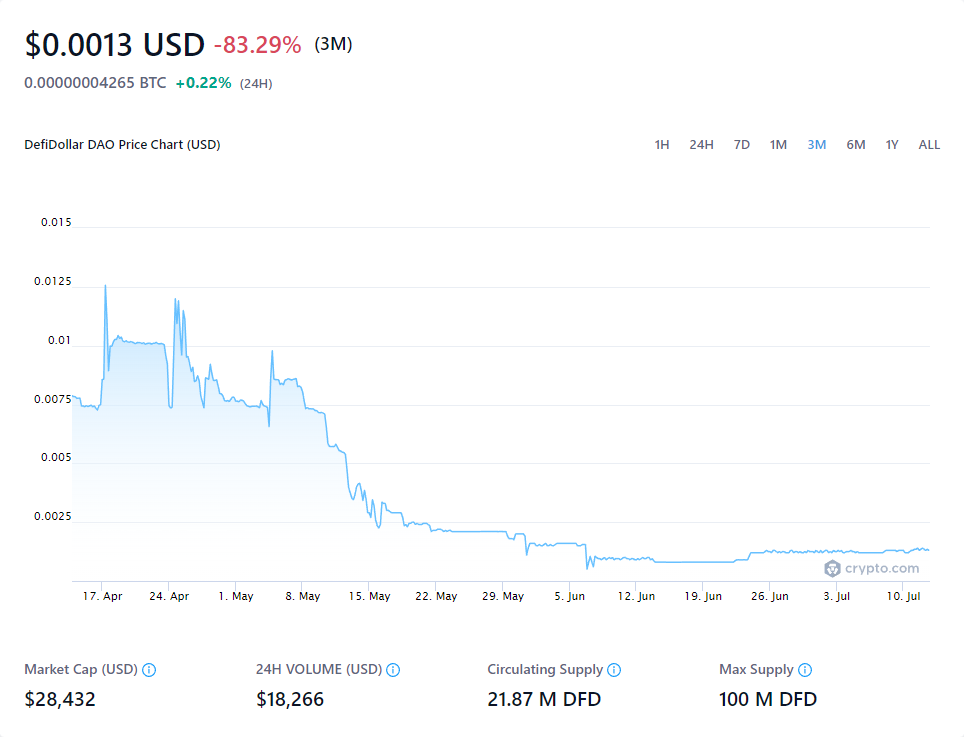 $0.0013 USD -83.29% (3M)
0.00000004265 BTC +0.22% (24H)
DefiDollar DAO Price Chart (USD) 1H 24H 7D 1M 3M 6M 1Y ALL
0.015
0.0125
0.01
0.0075
0.005
0.0025
crypto.com
17. Apr 24. Apr 1. May 8. May 15. May 22. May 29. May 5. Jun 12. Jun 19. Jun 26. Jun 3. Jul 10. Jul
Market Cap (USD) 24H VOLUME (USD) Circulating Supply Max Supply
$28,432 $18,266 21.87 M DFD 100 M DFD